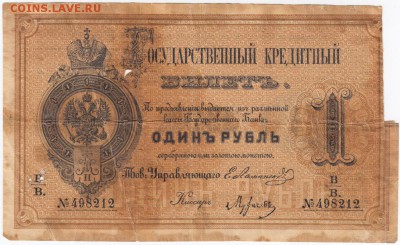 COINS.LAVE.RU
ГОСУДАРСТВЕННЫЙ КРЕДИТНЫЙ
БИЛЕТЪ.
По предъявленіи выдается изъ размѣнной
кассы Государственнаго Банка
ОДИНЪ РУБЛЬ
серебряною или золотою монетою.
Тов. Управляющаго
Кассиръ
В
В.
В
В.
№ 498212
№ 498212
1